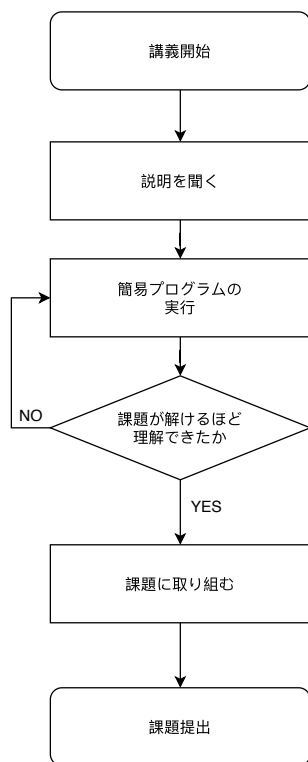 講義開始
説明を聞く
簡易プログラムの
実行
課題が解けるほど
理解できたか
NO
YES
課題に取り組む
課題提出